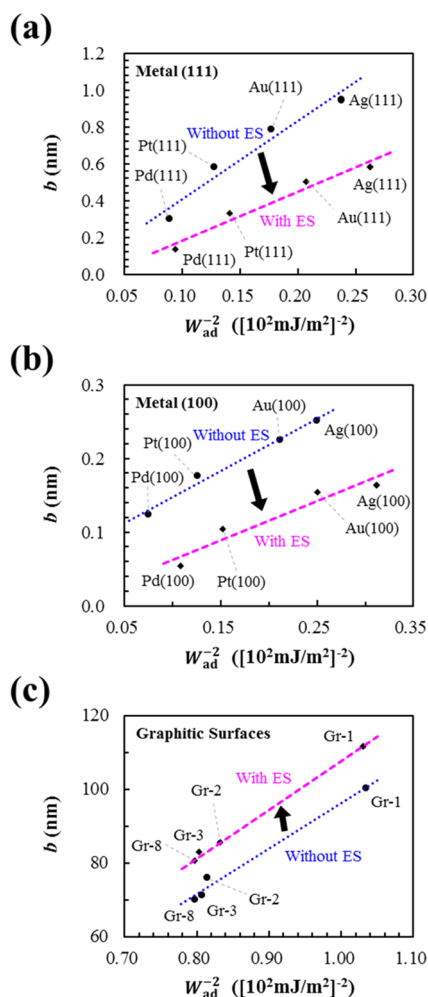 (a)
1.2
Metal (111)
Au(111)
1.0
Ag(111)
Without ES
0.8
Pt(111)
b (nm)
0.6
Pd(111)
Ag(111)
0.4
With ES
Au(111)
0.2
Pd(111)
Pt(111)
0.0
0.05 0.10 0.15 0.20 0.25 0.30
W_ad^-2 ([10^2mJ/m^2]^-2)
(b)
0.3
Metal (100)
Au(100)
Without ES
Ag(100)
Pt(100)
0.2
Pd(100)
b (nm)
Ag(100)
0.1
With ES
Au(100)
Pd(100)
Pt(100)
0.0
0.05 0.15 0.25 0.35
W_ad^-2 ([10^2mJ/m^2]^-2)
(c)
120
Graphitic Surfaces
Gr-1
With ES
100
Gr-2
Gr-1
b (nm)
Gr-3
Gr-8
80
Without ES
Gr-2
Gr-8
Gr-3
60
0.70 0.80 0.90 1.00 1.10
W_ad^-2 ([10^2mJ/m^2]^-2)